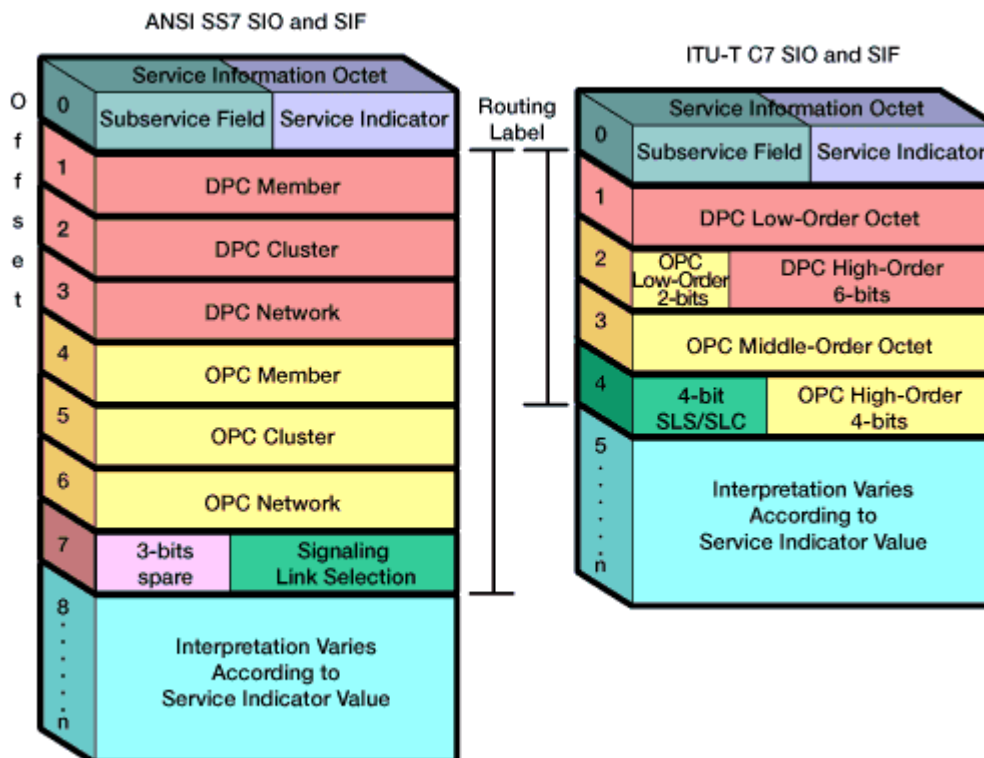 ANSI SS7 SIO and SIF
Offset
0
Service Information Octet
Subservice Field
Service Indicator
1
DPC Member
2
DPC Cluster
3
DPC Network
4
OPC Member
5
OPC Cluster
6
OPC Network
7
3-bits
spare
Signaling
Link Selection
8
n
Interpretation Varies
According to
Service Indicator Value
Routing
Label
ITU-T C7 SIO and SIF
0
Service Information Octet
Subservice Field
Service Indicator
1
DPC Low-Order Octet
2
OPC
Low-Order
2-bits
DPC High-Order
6-bits
3
OPC Middle-Order Octet
4
4-bit
SLS/SLC
OPC High-Order
4-bits
5
n
Interpretation Varies
According to
Service Indicator Value